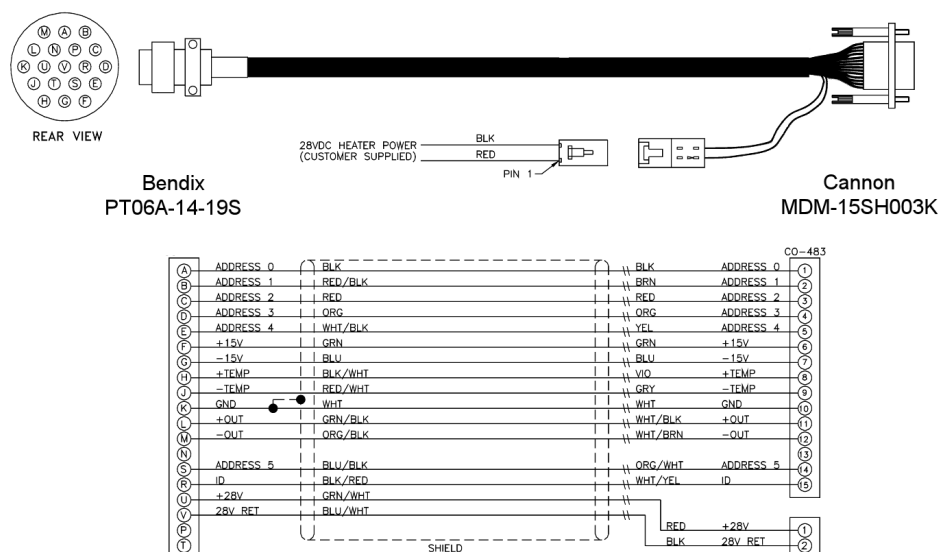 M A B
L N P C
K U V R D
J T S E
H G F
REAR VIEW
28VDC HEATER POWER
(CUSTOMER SUPPLIED)
BLK
RED
PIN 1
Bendix
PT06A-14-19S
Cannon
MDM-15SH003K
CO-483
A ADDRESS 0 BLK BLK ADDRESS 0 1
B ADDRESS 1 RED/BLK BRN ADDRESS 1 2
C ADDRESS 2 RED RED ADDRESS 2 3
D ADDRESS 3 ORG ORG ADDRESS 3 4
E ADDRESS 4 WHT/BLK YEL ADDRESS 4 5
F +15V GRN GRN +15V 6
G -15V BLU BLU -15V 7
H +TEMP BLK/WHT VIO +TEMP 8
J -TEMP RED/WHT GRY -TEMP 9
K GND WHT WHT GND 10
L +OUT GRN/BLK WHT/BLK +OUT 11
M -OUT ORG/BLK WHT/BRN -OUT 12
N 13
S ADDRESS 5 BLU/BLK ORG/WHT ADDRESS 5 14
R ID BLK/RED WHT/YEL ID 15
U +28V GRN/WHT
V 28V RET BLU/WHT
P RED +28V 1
T BLK 28V RET 2
SHIELD